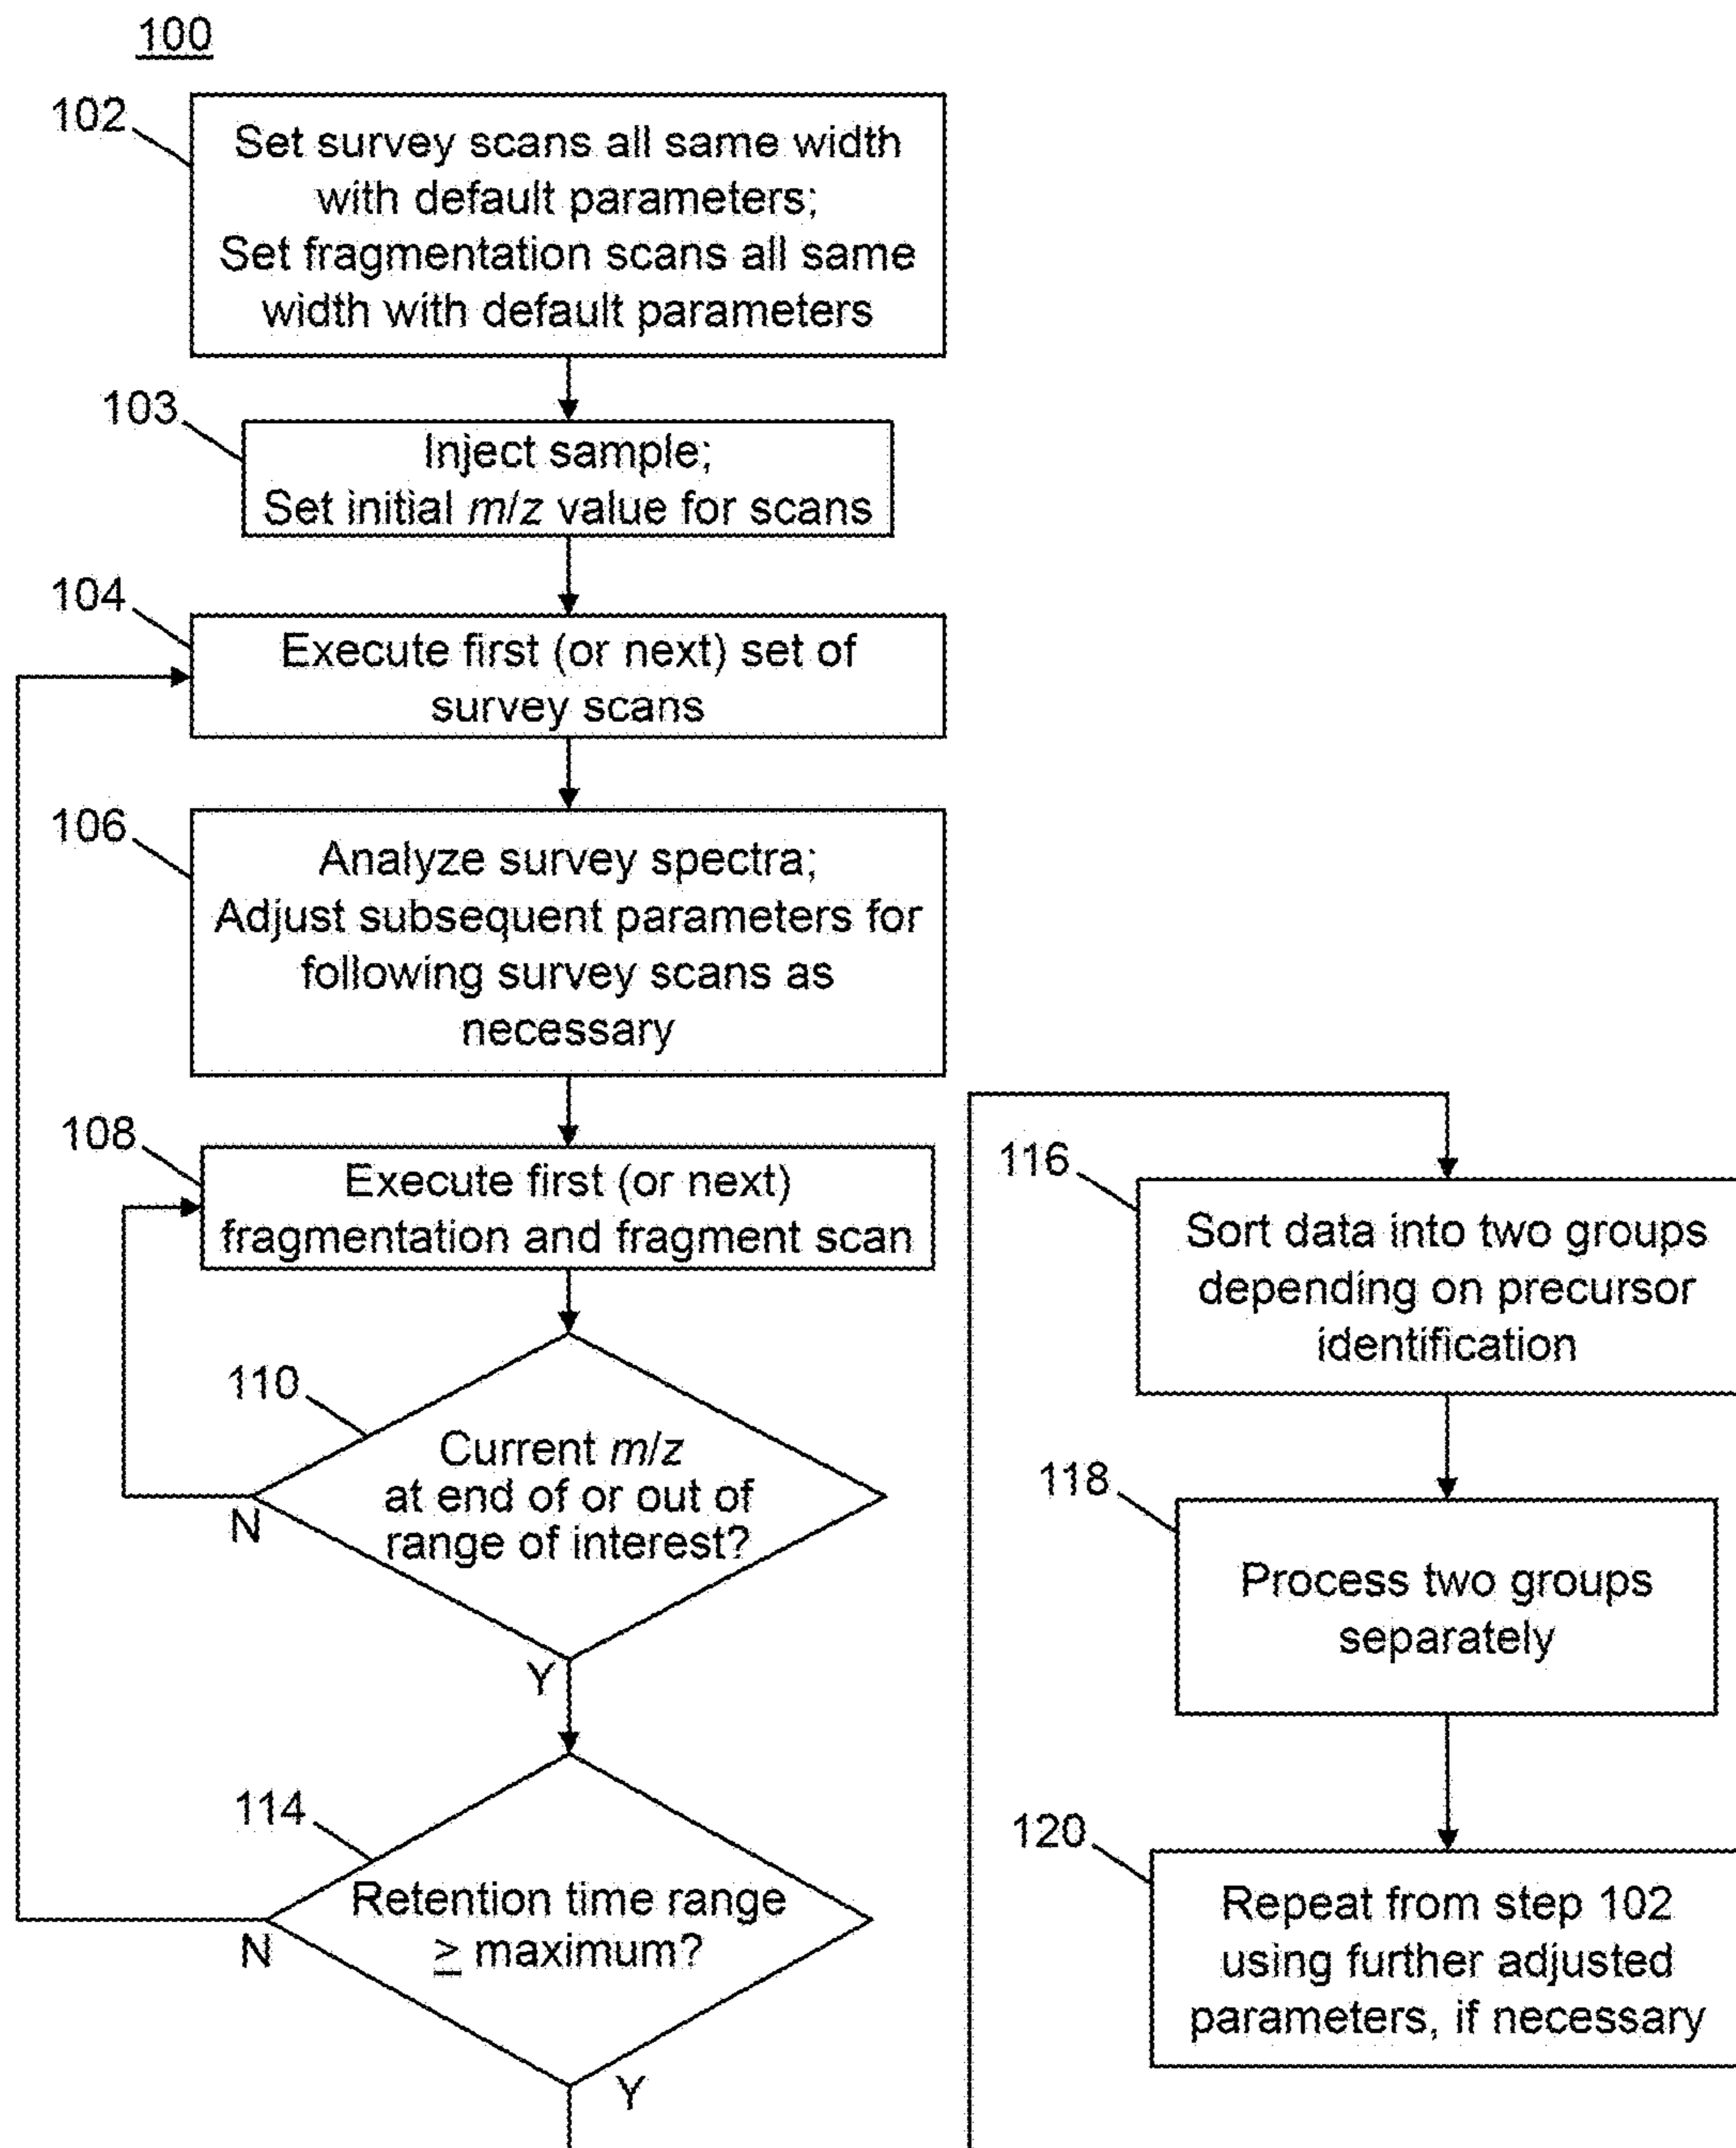 100
102
Set survey scans all same width
with default parameters;
Set fragmentation scans all same
width with default parameters
103
Inject sample;
Set initial m/z value for scans
104
Execute first (or next) set of
survey scans
106
Analyze survey spectra;
Adjust subsequent parameters for
following survey scans as
necessary
108
Execute first (or next)
fragmentation and fragment scan
110
Current m/z
at end of or out of
range of interest?
N
Y
114
Retention time range
≥ maximum?
N
Y
116
Sort data into two groups
depending on precursor
identification
118
Process two groups
separately
120
Repeat from step 102
using further adjusted
parameters, if necessary